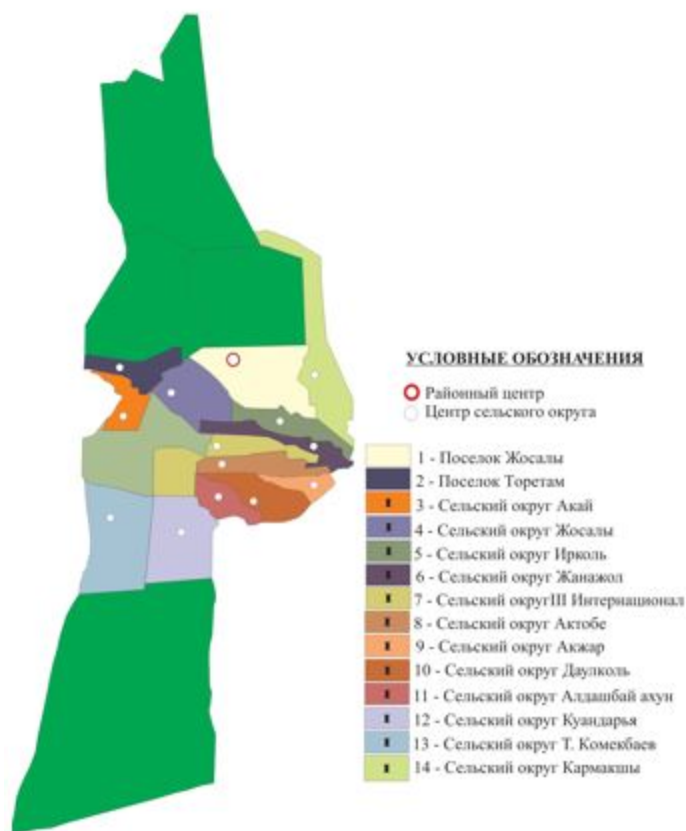 УСЛОВНЫЕ ОБОЗНАЧЕНИЯ
Районный центр
Центр сельского округа
1 - Поселок Жосалы
2 - Поселок Торетам
3 - Сельский округ Акай
4 - Сельский округ Жосалы
5 - Сельский округ Ирколь
6 - Сельский округ Жанажол
7 - Сельский округIII Интернационал
8 - Сельский округ Актобе
9 - Сельский округ Акжар
10 - Сельский округ Даулколь
11 - Сельский округ Алдашбай ахун
12 - Сельский округ Куандарья
13 - Сельский округ Т. Комекбаев
14 - Сельский округ Кармакшы